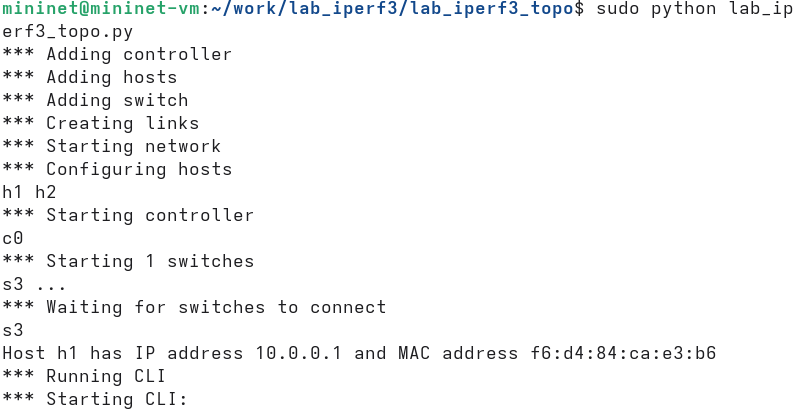 mininet@mininet-vm:~/work/lab_iperf3/lab_iperf3_topo$ sudo python lab_ip
erf3_topo.py
*** Adding controller
*** Adding hosts
*** Adding switch
*** Creating links
*** Starting network
*** Configuring hosts
h1 h2
*** Starting controller
c0
*** Starting 1 switches
s3 ...
*** Waiting for switches to connect
s3
Host h1 has IP address 10.0.0.1 and MAC address f6:d4:84:ca:e3:b6
*** Running CLI
*** Starting CLI: